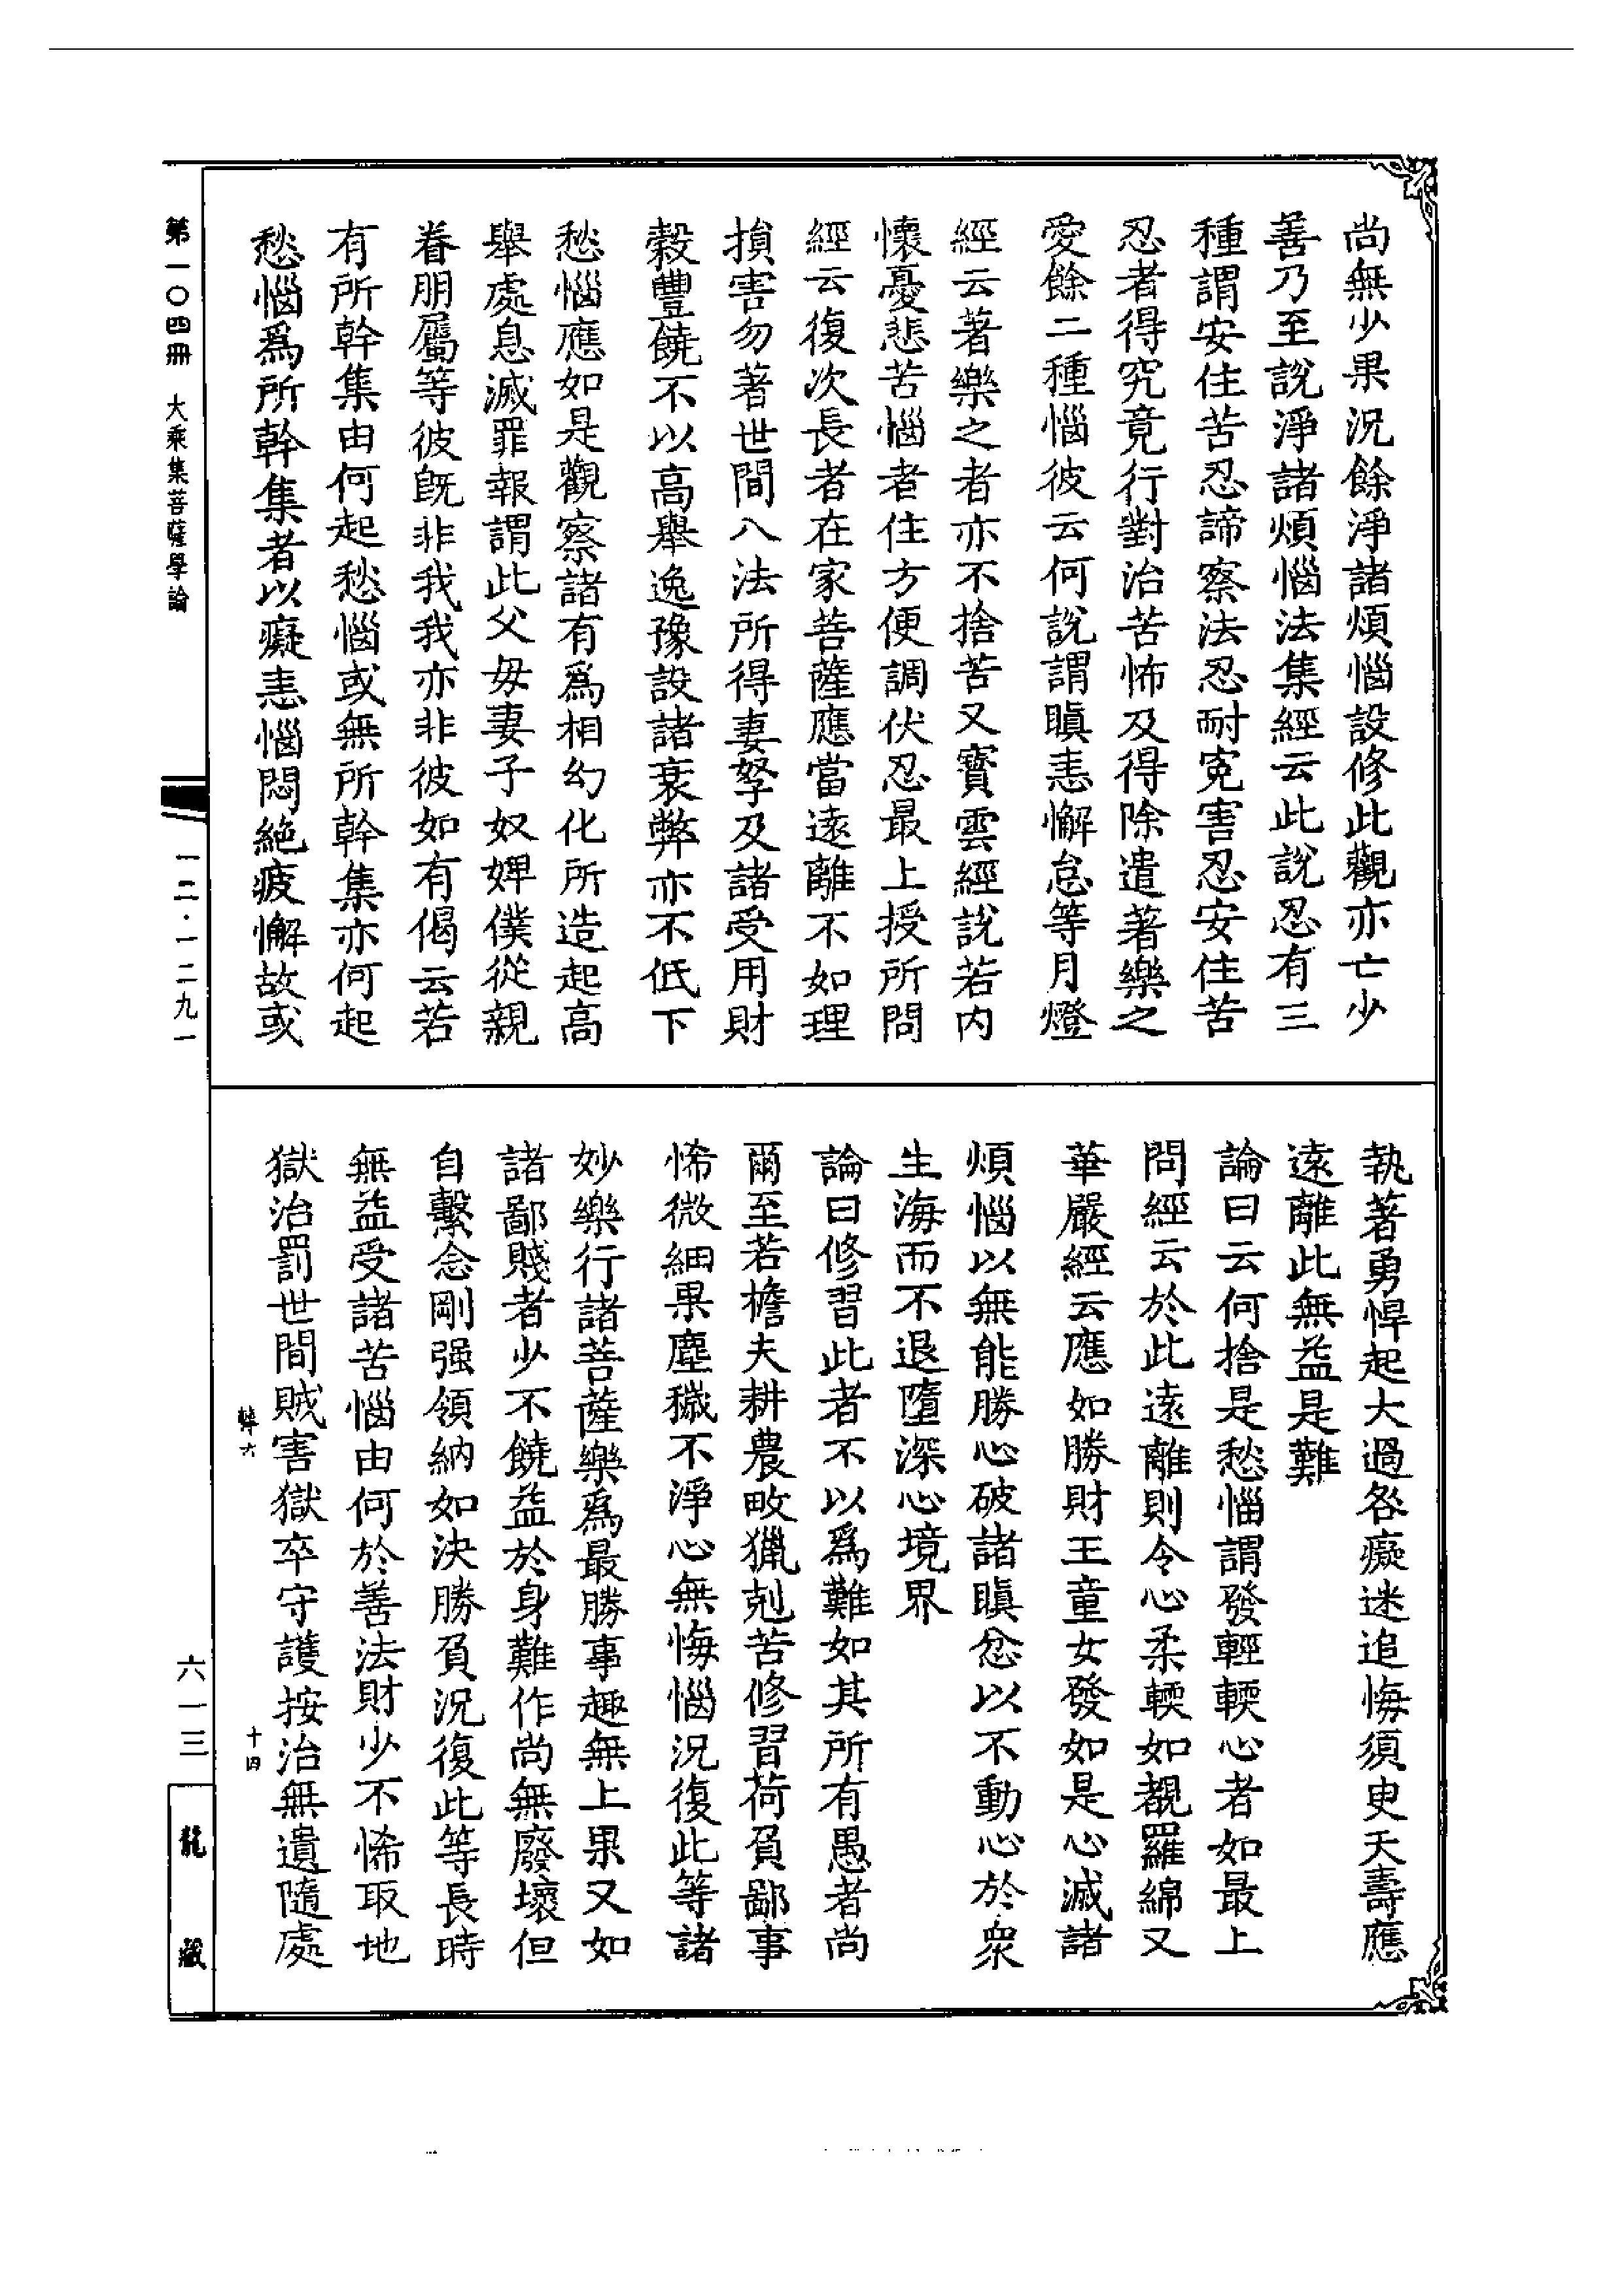 尚無少果況餘淨諸煩惱設修此觀亦亡少
善乃至說淨諸煩惱法集經云此說忍有三
種謂安住苦忍諦察法忍耐寃害忍安住苦
忍者得究竟行對治苦怖及得除遣著樂之
愛餘二種惱彼云何說謂瞋恚懈怠等月燈
經云著樂之者亦不捨苦又寶雲經說若内
懷憂悲苦惱者住方便調伏忍最上授所問
經云復次長者在家菩薩應當遠離不如理
損害勿著世間八法所得妻孥及諸受用財
穀豐饒不以高舉逸豫設諸衰弊亦不低下
愁惱應如是觀察諸有爲相幻化所造起高
舉處息滅罪報謂此父母妻子奴婢僕從親
眷朋屬等彼旣非我我亦非彼如有偈云若
有所幹集由何起愁惱或無所幹集亦何起
愁惱爲所幹集者以癡恚惱悶絶疲懈故或
執著勇悍起大過咎癡迷追悔須臾夭壽應
遠離此無益是難
論曰云何捨是愁惱謂發輕輭心者如最上
問經云於此遠離則令心柔輭如覩羅綿又
華嚴經云應如勝財王童女發如是心滅諸
煩惱以無能勝心破諸瞋忿以不動心於衆
生海而不退墮深心境界
論曰修習此者不以爲難如其所有愚者尚
爾至若檐夫耕農畋獵剋苦修習荷負鄙事
悕微細果塵穢不淨心無悔惱況復此等諸
妙樂行諸菩薩樂爲最勝事趣無上果又如
諸鄙賤者少不饒益於身難作尚無廢壞但
自繫念剛强領納如決勝負況復此等長時
無益受諸苦惱由何於善法財少不悕取地
獄治罰世間賊害獄卒守護按治無遺隨處
第一〇四冊 大乘集菩薩學論
一二·一二九一
六一三
十四
龍藏